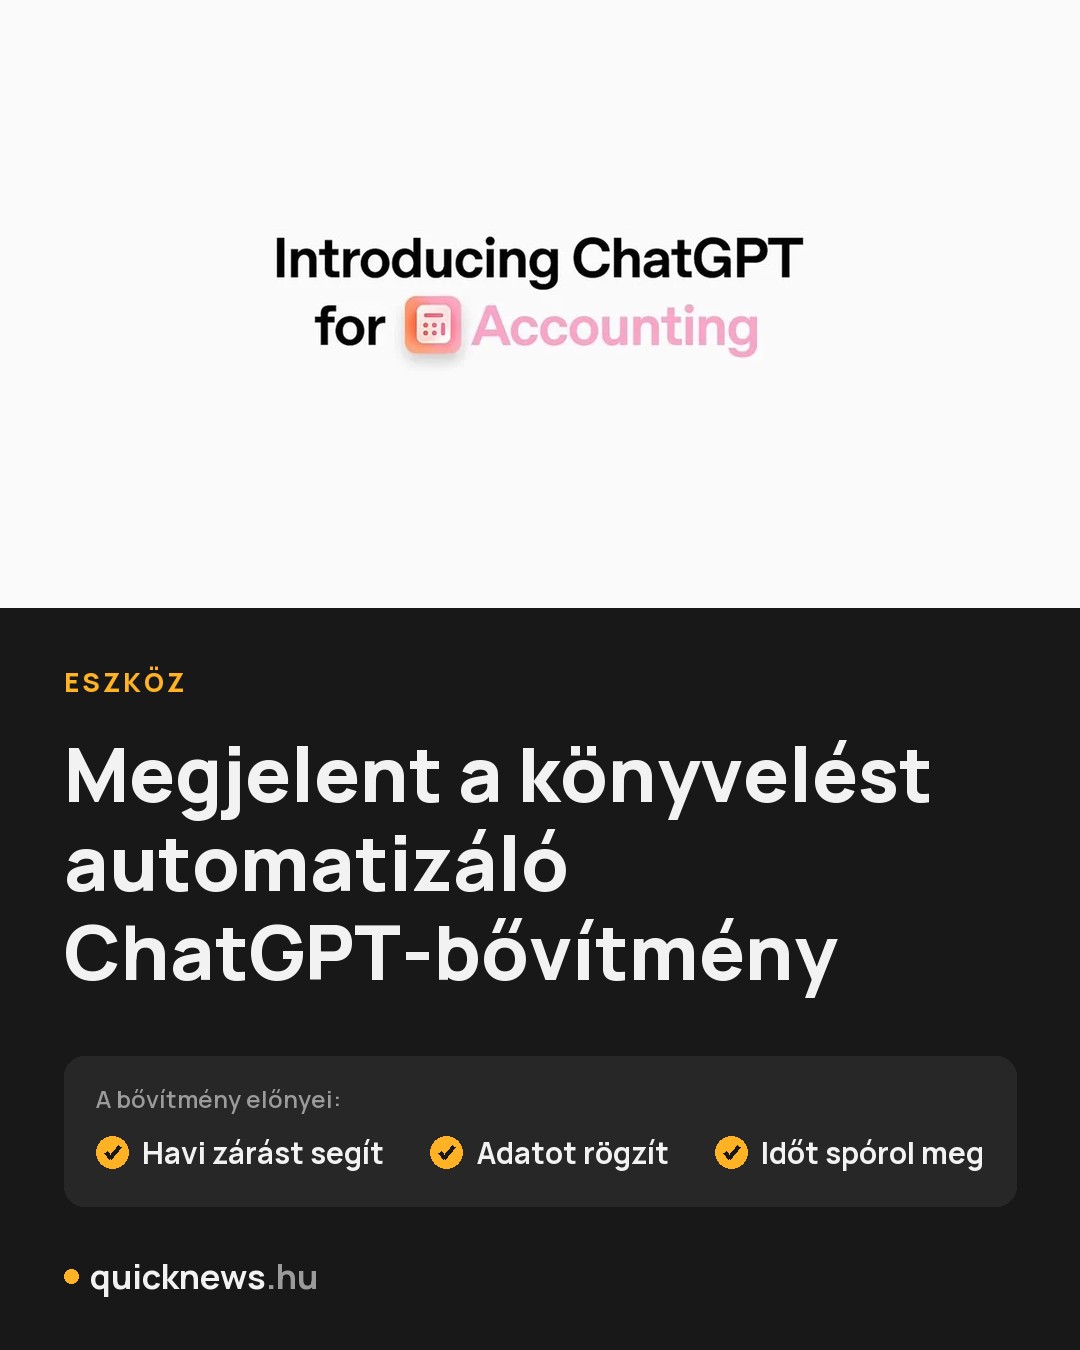 Introducing ChatGPT
for Accounting
ESZKÖZ
Megjelent a könyvelést
automatizáló
ChatGPT-bővítmény
A bővítmény előnyei:
Havi zárást segít Adatot rögzít Időt spórol meg
quicknews.hu